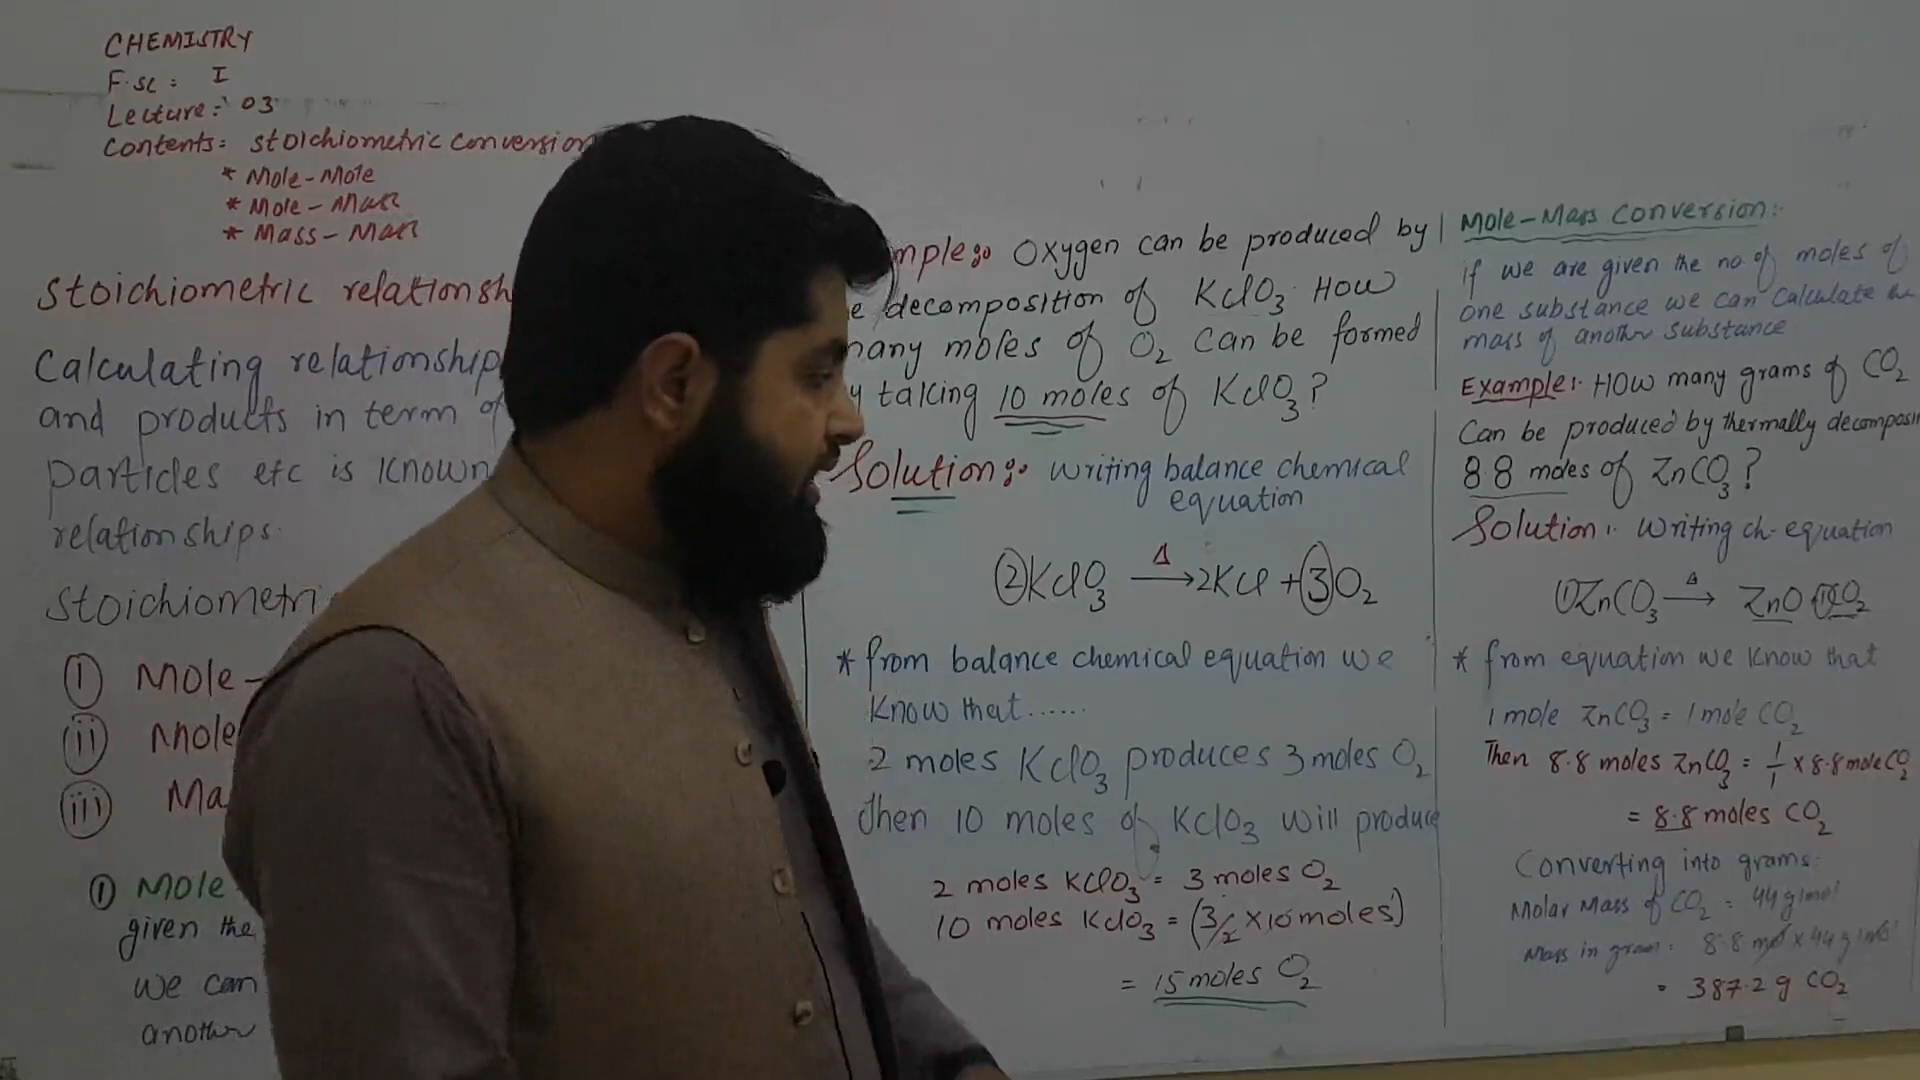 CHEMISTRY
F.Sc: I
Lecture: 03
Contents: Stoichiometric conversion
* Mole-Mole
* Mole-Mass
* Mass-Mass
Stoichiometric relationsh
Calculating relationship
and products in term of
particles etc is known
relationships.
Stoichiometri
(i) Mole-
(ii) Mole
(iii) Ma
① Mole
given the
we can
another
mple:- Oxygen can be produced by
e decomposition of KClO3. How
many moles of O2 can be formed
y taking 10 moles of KClO3?
Solution:- writing balance chemical
equation
②KClO3 —Δ→ 2KCl + ③O2
* from balance chemical equation we
know that......
2 moles KClO3 produces 3 moles O2
then 10 moles of KClO3 will produce
2 moles KClO3 = 3 moles O2
10 moles KClO3 = (3/2 × 10 moles)
= 15 moles O2
Mole-Mass Conversion:-
if we are given the no of moles of
one substance we can calculate the
mass of another substance
Example:- How many grams of CO2
Can be produced by thermally decomposi
8.8 moles of ZnCO3?
Solution:- writing ch. equation
①ZnCO3 —Δ→ ZnO + ①CO2
* from equation we know that
1 mole ZnCO3 = 1 mole CO2
Then 8.8 moles ZnCO3 = 1/1 × 8.8 mole CO2
= 8.8 moles CO2
Converting into grams:
Molar Mass of CO2 = 44 g/mol
Mass in gram = 8.8 mol × 44 g/mol
= 387.2 g CO2